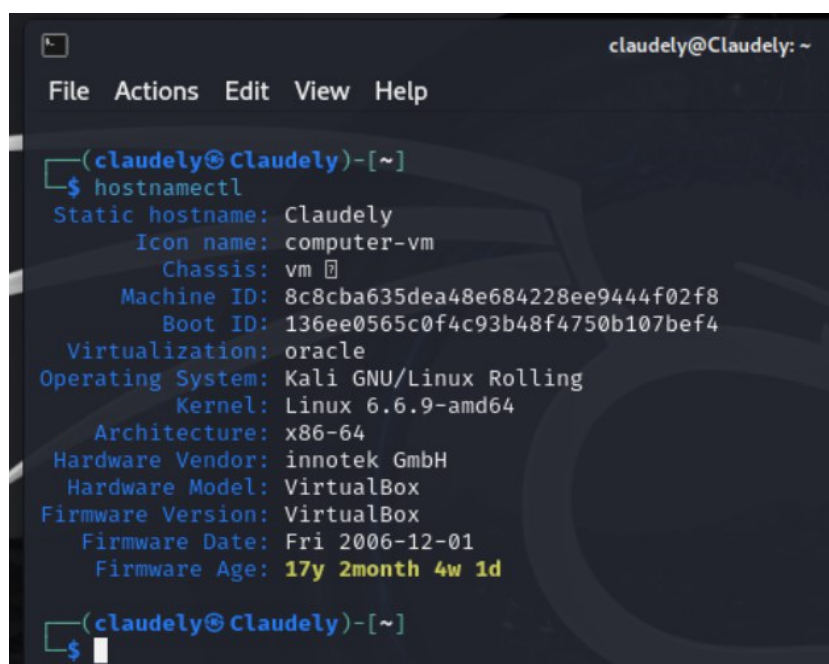 claudely@Claudely: ~
File Actions Edit View Help
┌──(claudely㉿Claudely)-[~]
└─$ hostnamectl
Static hostname: Claudely
Icon name: computer-vm
Chassis: vm
Machine ID: 8c8cba635dea48e684228ee9444f02f8
Boot ID: 136ee0565c0f4c93b48f4750b107bef4
Virtualization: oracle
Operating System: Kali GNU/Linux Rolling
Kernel: Linux 6.6.9-amd64
Architecture: x86-64
Hardware Vendor: innotek GmbH
Hardware Model: VirtualBox
Firmware Version: VirtualBox
Firmware Date: Fri 2006-12-01
Firmware Age: 17y 2month 4w 1d
┌──(claudely㉿Claudely)-[~]
└─$